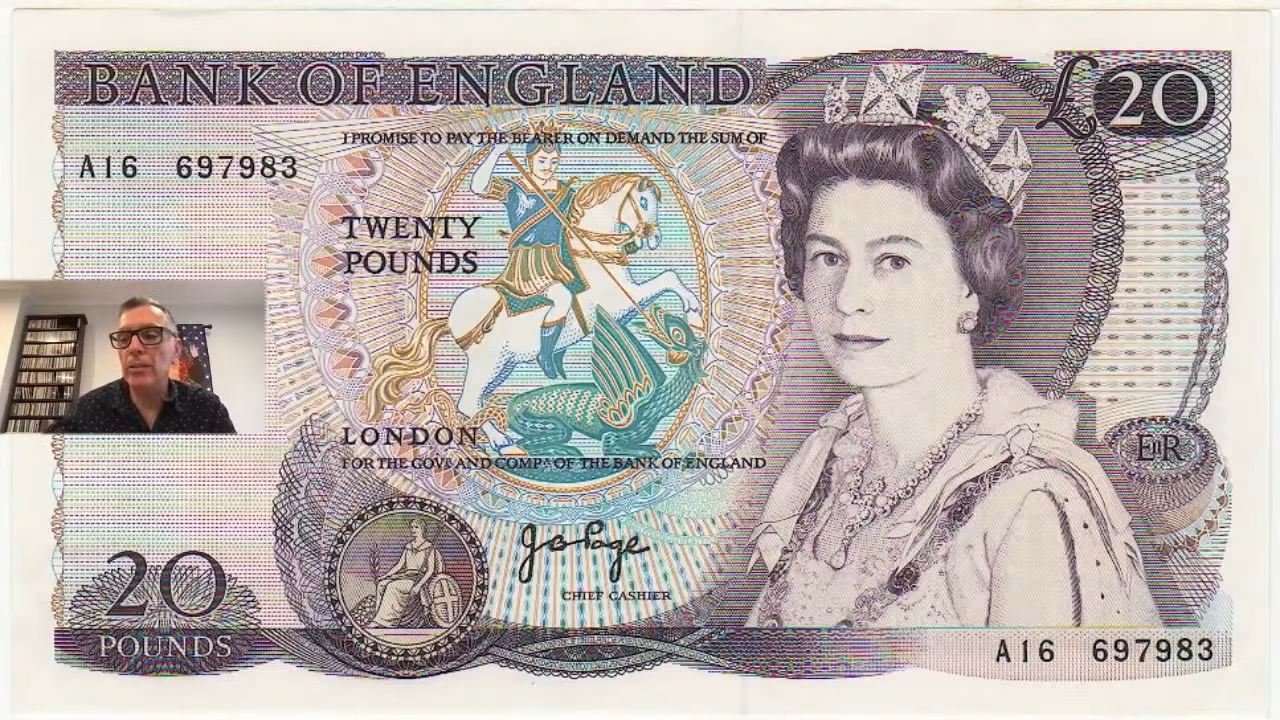 BANK OF ENGLAND
£20
I PROMISE TO PAY THE BEARER ON DEMAND THE SUM OF
A16 697983
TWENTY
POUNDS
LONDON
FOR THE GOVR AND COMPA OF THE BANK OF ENGLAND
EIIR
JB Page
CHIEF CASHIER
20
POUNDS
A16 697983